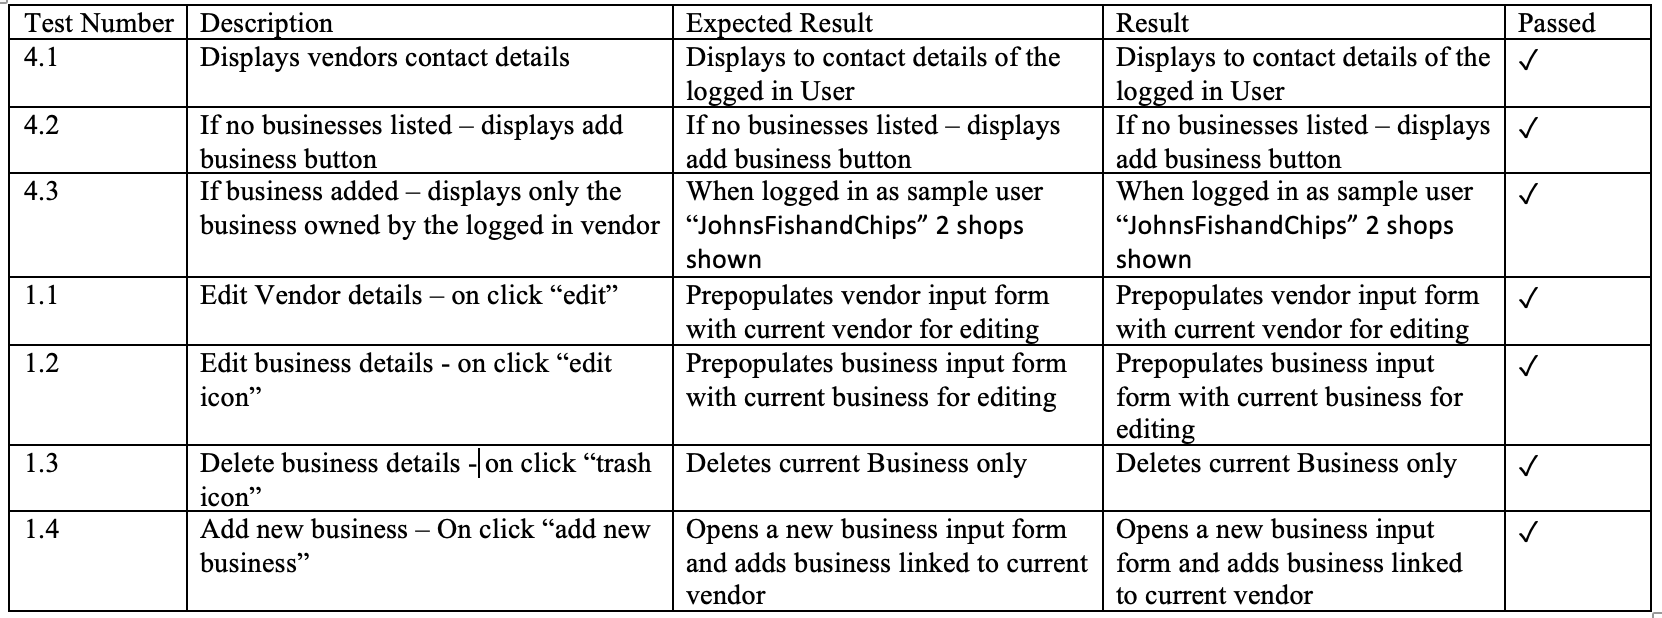 Test Number Description Expected Result Result Passed
4.1 Displays vendors contact details Displays to contact details of the Displays to contact details of the ✓
logged in User logged in User
4.2 If no businesses listed – displays add If no businesses listed – displays If no businesses listed – displays ✓
business button add business button add business button
4.3 If business added – displays only the When logged in as sample user When logged in as sample user ✓
business owned by the logged in vendor “JohnsFishandChips” 2 shops “JohnsFishandChips” 2 shops
shown shown
1.1 Edit Vendor details – on click “edit” Prepopulates vendor input form Prepopulates vendor input form ✓
with current vendor for editing with current vendor for editing
1.2 Edit business details - on click “edit Prepopulates business input form Prepopulates business input ✓
icon” with current business for editing form with current business for
editing
1.3 Delete business details - on click “trash Deletes current Business only Deletes current Business only ✓
icon”
1.4 Add new business – On click “add new Opens a new business input form Opens a new business input ✓
business” and adds business linked to current form and adds business linked
vendor to current vendor